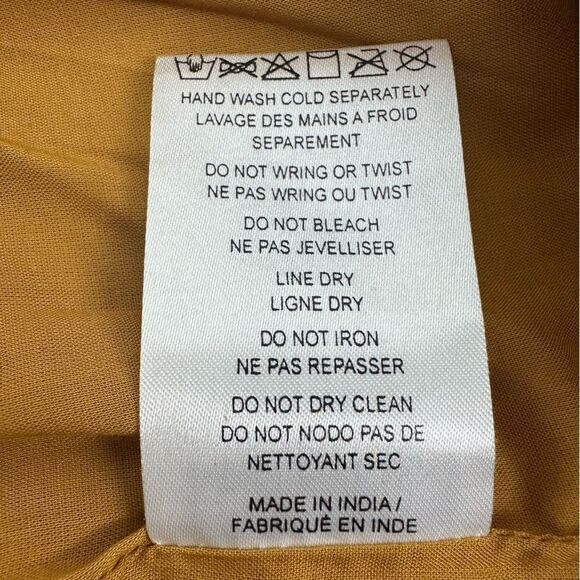 HAND WASH COLD SEPARATELY
LAVAGE DES MAINS A FROID
SEPAREMENT
DO NOT WRING OR TWIST
NE PAS WRING OU TWIST
DO NOT BLEACH
NE PAS JEVELLISER
LINE DRY
LIGNE DRY
DO NOT IRON
NE PAS REPASSER
DO NOT DRY CLEAN
DO NOT NODO PAS DE
NETTOYANT SEC
MADE IN INDIA /
FABRIQUÉ EN INDE